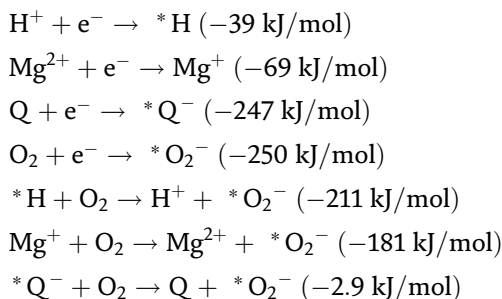 H⁺ + e⁻ → *H (−39 kJ/mol)
Mg²⁺ + e⁻ → Mg⁺ (−69 kJ/mol)
Q + e⁻ → *Q⁻ (−247 kJ/mol)
O₂ + e⁻ → *O₂⁻ (−250 kJ/mol)
*H + O₂ → H⁺ + *O₂⁻ (−211 kJ/mol)
Mg⁺ + O₂ → Mg²⁺ + *O₂⁻ (−181 kJ/mol)
*Q⁻ + O₂ → Q + *O₂⁻ (−2.9 kJ/mol)